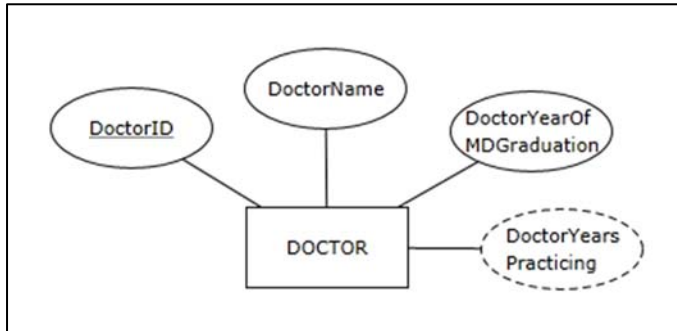 DoctorName
DoctorID
DoctorYearOf
MDGraduation
DOCTOR
DoctorYears
Practicing